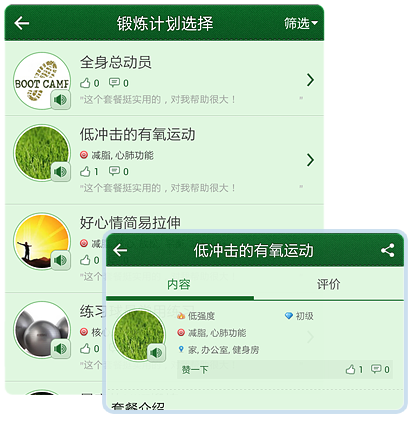 锻炼计划选择
筛选
全身总动员
BOOT CAMP
0 0
"这个套餐挺实用的，对我帮助很大！ "
低冲击的有氧运动
减脂, 心肺功能
1 0
"这个套餐挺实用的，对我帮助很大！ "
好心情简易拉伸
减
0
"这
练习
核心
0
"这
低冲击的有氧运动
内容
评价
低强度
初级
减脂, 心肺功能
家, 办公室, 健身房
赞一下
1 0
套餐介绍